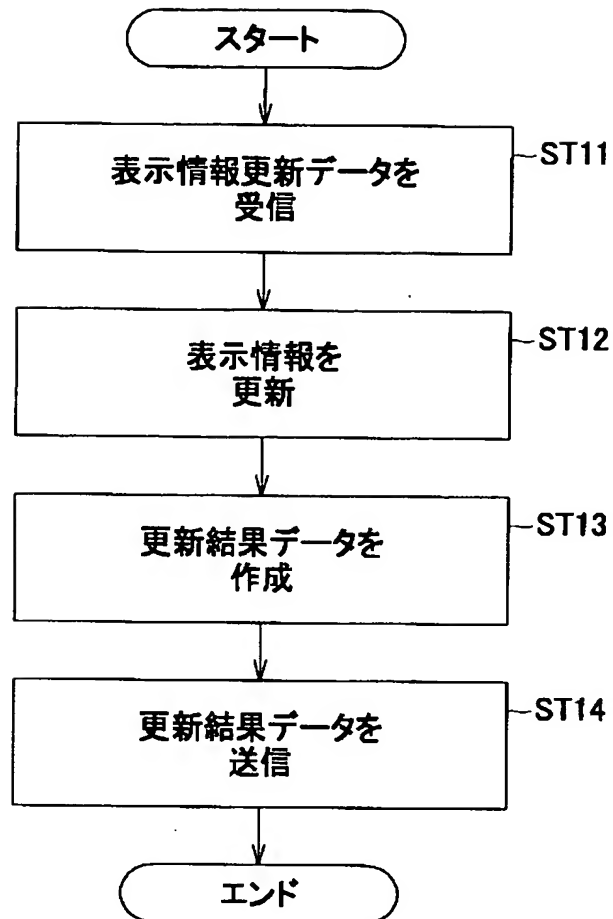 スタート
表示情報更新データを
受信
ST11
表示情報を
更新
ST12
更新結果データを
作成
ST13
更新結果データを
送信
ST14
エンド